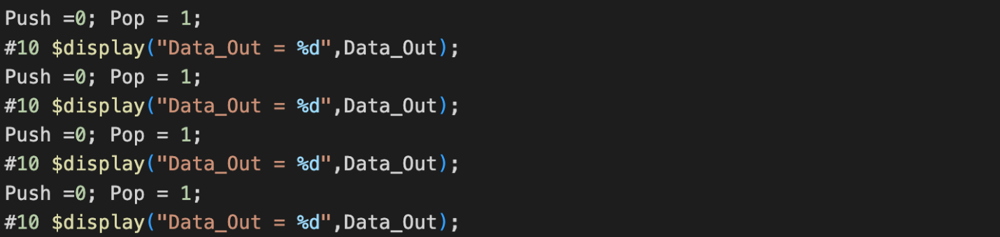 Push =0; Pop = 1;
#10 $display("Data_Out = %d",Data_Out);
Push =0; Pop = 1;
#10 $display("Data_Out = %d",Data_Out);
Push =0; Pop = 1;
#10 $display("Data_Out = %d",Data_Out);
Push =0; Pop = 1;
#10 $display("Data_Out = %d",Data_Out);